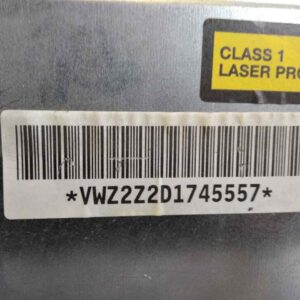 CLASS 1
LASER PRO
*VWZ2Z2D1745557*